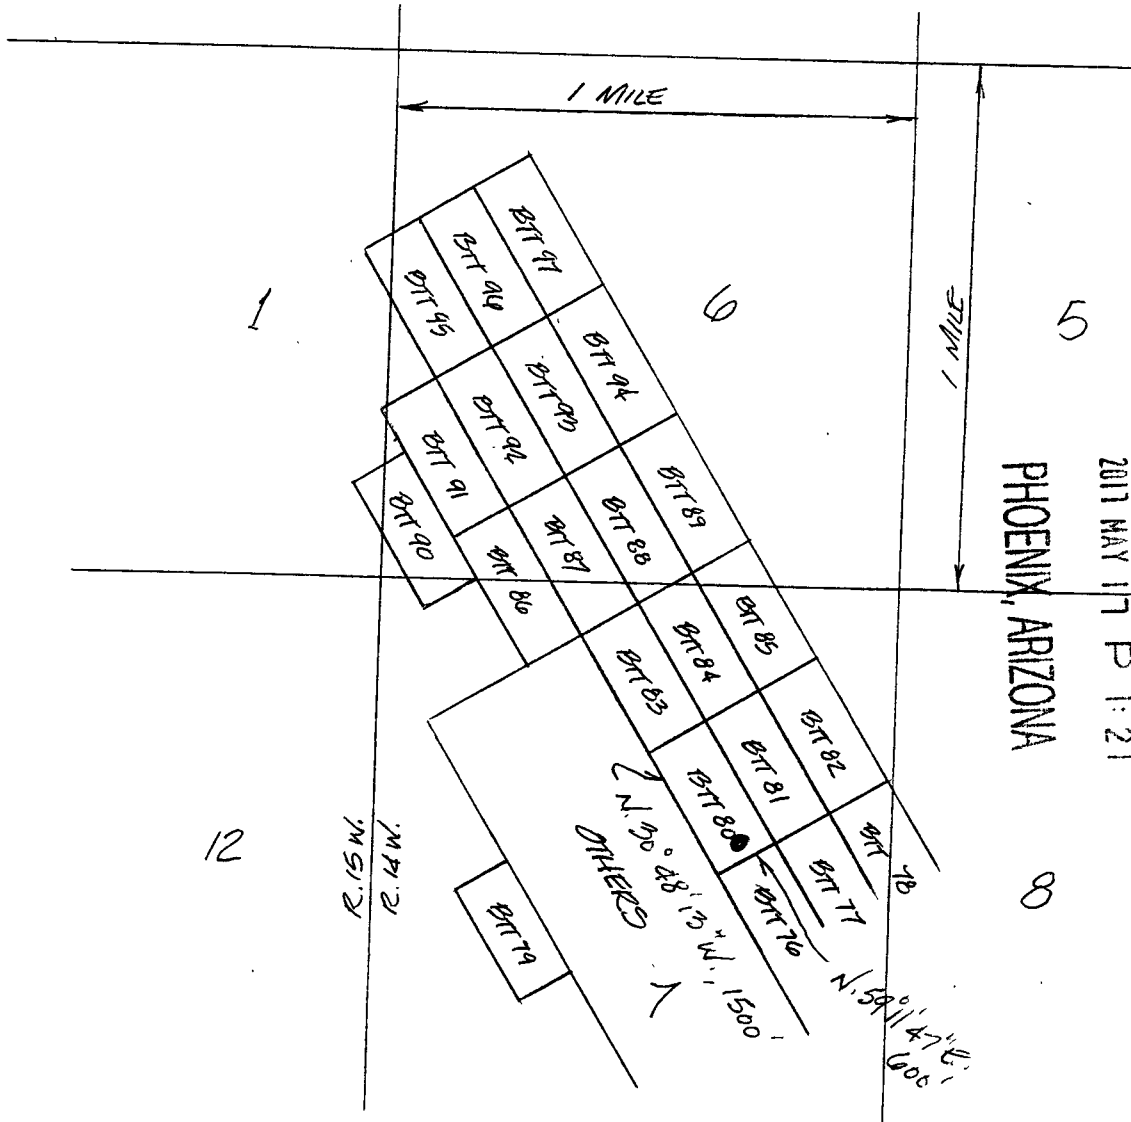 1 MILE
BTT 97
BTT 96
BTT 95
1
6
5
1 MILE
BTT 94
BTT 93
BTT 92
BTT 91
BTT 90
BTT 89
BTT 88
BTT 87
BTT 86
2017 MAY 17 P 1:21
PHOENIX, ARIZONA
BTT 85
BTT 84
BTT 83
BTT 82
BTT 81
BTT 80
BTT 78
BTT 77
BTT 76
12
R.15W.
R.14W.
BTT 79
OTHERS
N. 30° 48' 13" W., 1500'
N. 59° 11' 47" E.
600'
8